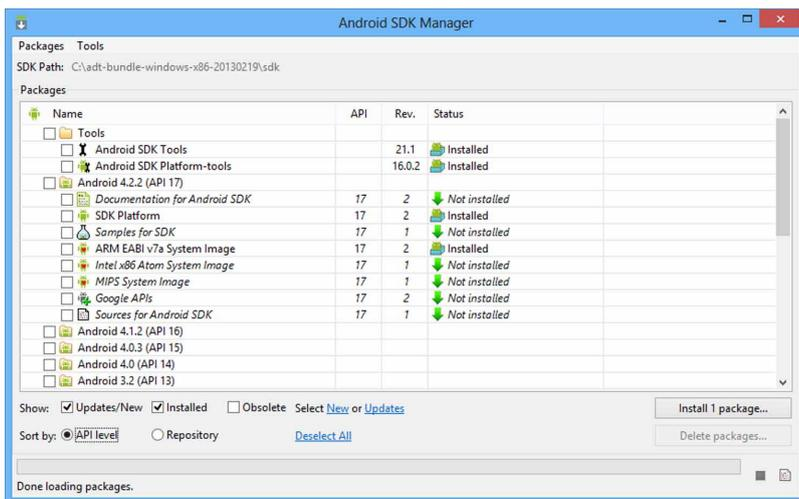 Android SDK Manager
Packages Tools
SDK Path: C:\adt-bundle-windows-x86-20130219\sdk
Packages
Name API Rev. Status
Tools
Android SDK Tools 21.1 Installed
Android SDK Platform-tools 16.0.2 Installed
Android 4.2.2 (API 17)
Documentation for Android SDK 17 2 Not installed
SDK Platform 17 2 Installed
Samples for SDK 17 1 Not installed
ARM EABI v7a System Image 17 2 Installed
Intel x86 Atom System Image 17 1 Not installed
MIPS System Image 17 1 Not installed
Google APIs 17 2 Not installed
Sources for Android SDK 17 1 Not installed
Android 4.1.2 (API 16)
Android 4.0.3 (API 15)
Android 4.0 (API 14)
Android 3.2 (API 13)
Show: Updates/New Installed Obsolete Select New or Updates Install 1 package...
Sort by: API level Repository Deselect All Delete packages...
Done loading packages.